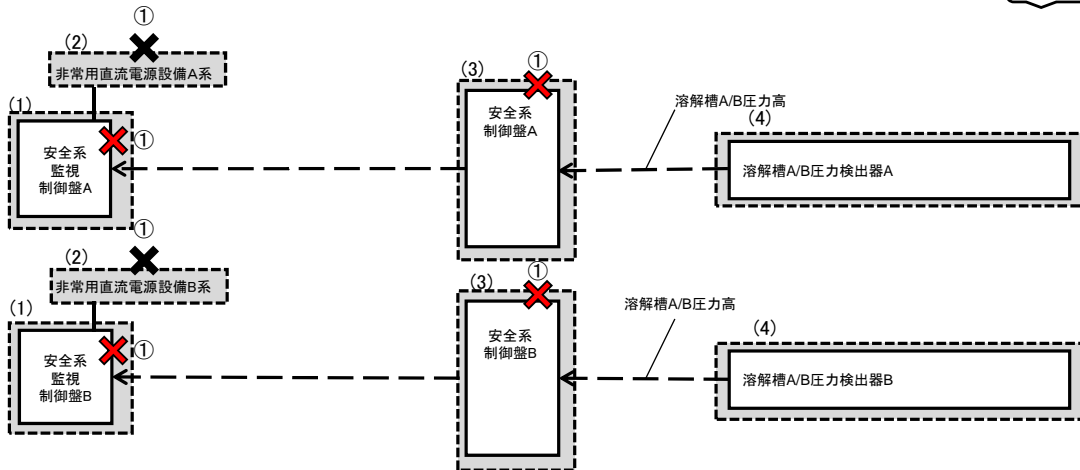 ①
(2)
非常用直流電源設備A系
(1)
①
安全系
監視
制御盤A
(3)
①
安全系
制御盤A
溶解槽A/B圧力高
(4)
溶解槽A/B圧力検出器A
①
(2)
非常用直流電源設備B系
(1)
①
安全系
監視
制御盤B
(3)
①
安全系
制御盤B
溶解槽A/B圧力高
(4)
溶解槽A/B圧力検出器B